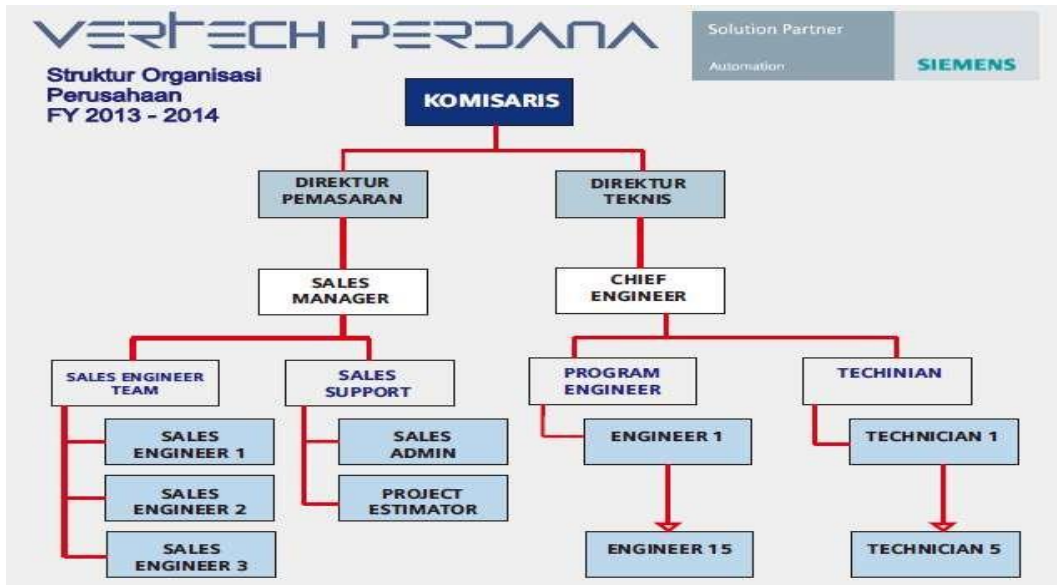 VERTECH PERDANA
Solution Partner
Automation
SIEMENS
Struktur Organisasi
Perusahaan
FY 2013 - 2014
KOMISARIS
DIREKTUR
PEMASARAN
DIREKTUR
TEKNIS
SALES
MANAGER
CHIEF
ENGINEER
SALES ENGINEER
TEAM
SALES
SUPPORT
PROGRAM
ENGINEER
TECHINIAN
SALES
ENGINEER 1
SALES
ADMIN
ENGINEER 1
TECHNICIAN 1
SALES
ENGINEER 2
PROJECT
ESTIMATOR
SALES
ENGINEER 3
ENGINEER 15
TECHNICIAN 5